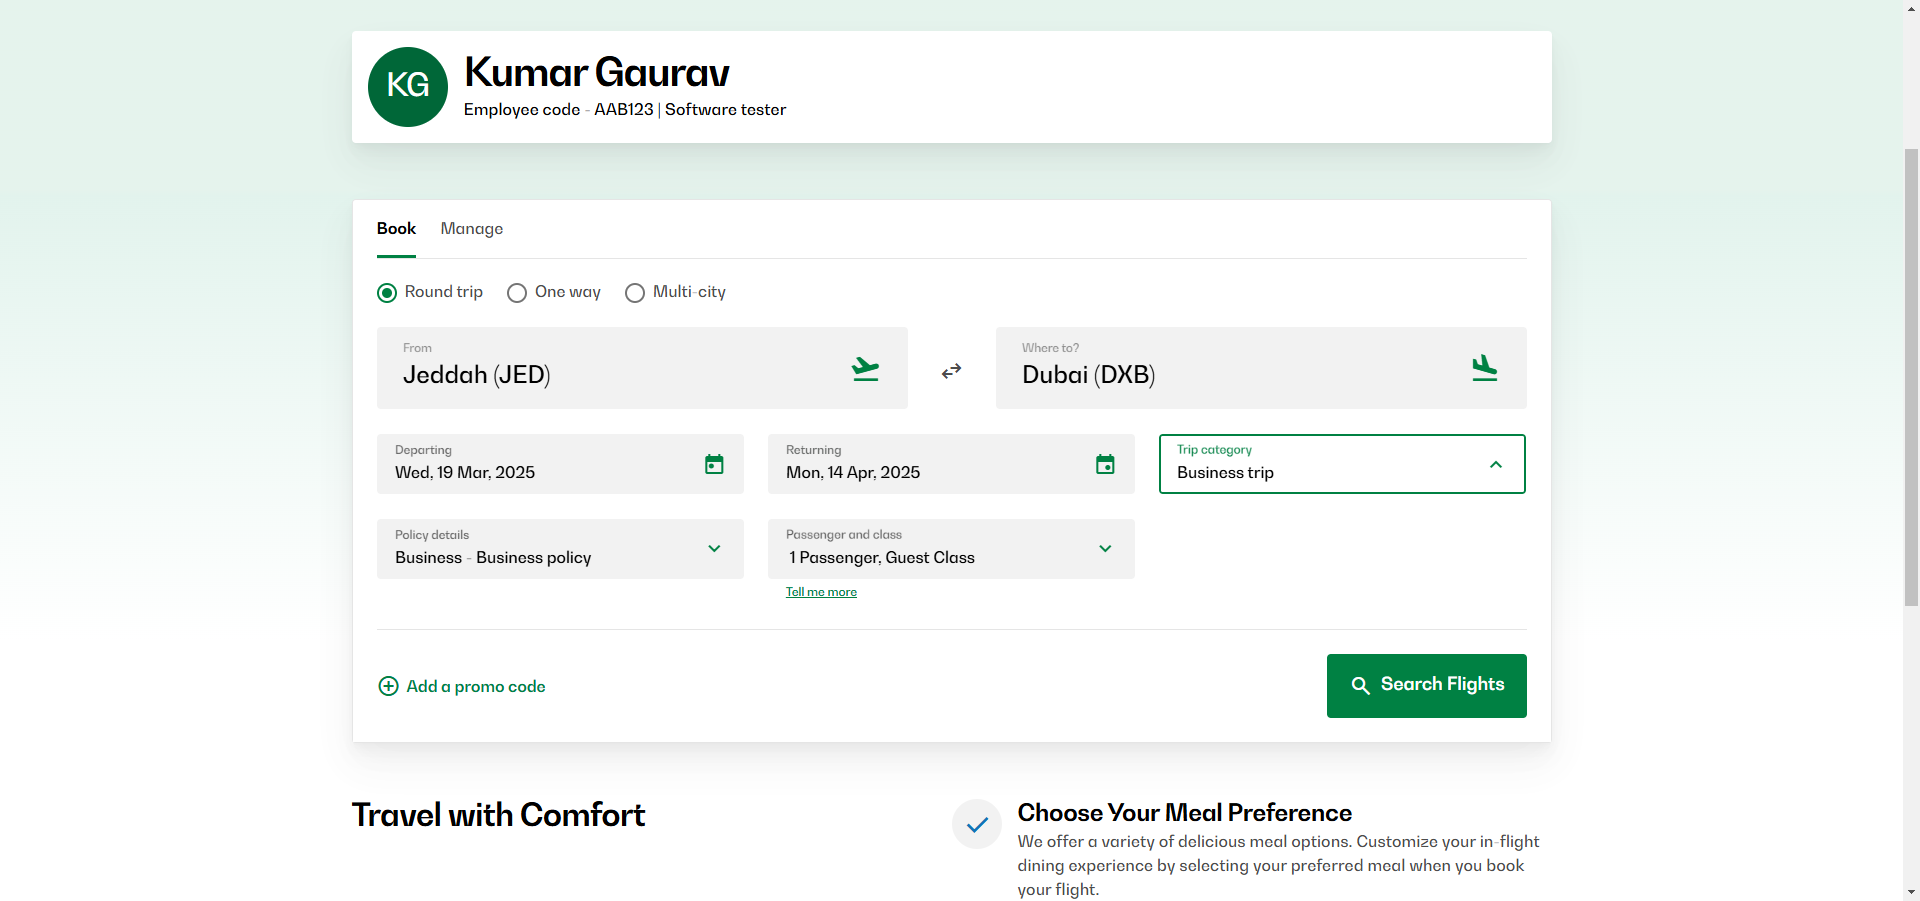 KG
Kumar Gaurav
Employee code - AAB123 | Software tester
Book
Manage
Round trip
One way
Multi-city
From
Jeddah (JED)
Where to?
Dubai (DXB)
Departing
Wed, 19 Mar, 2025
Returning
Mon, 14 Apr, 2025
Trip category
Business trip
Policy details
Business - Business policy
Passenger and class
1 Passenger, Guest Class
Tell me more
Add a promo code
Search Flights
Travel with Comfort
Choose Your Meal Preference
We offer a variety of delicious meal options. Customize your in-flight
dining experience by selecting your preferred meal when you book
your flight.